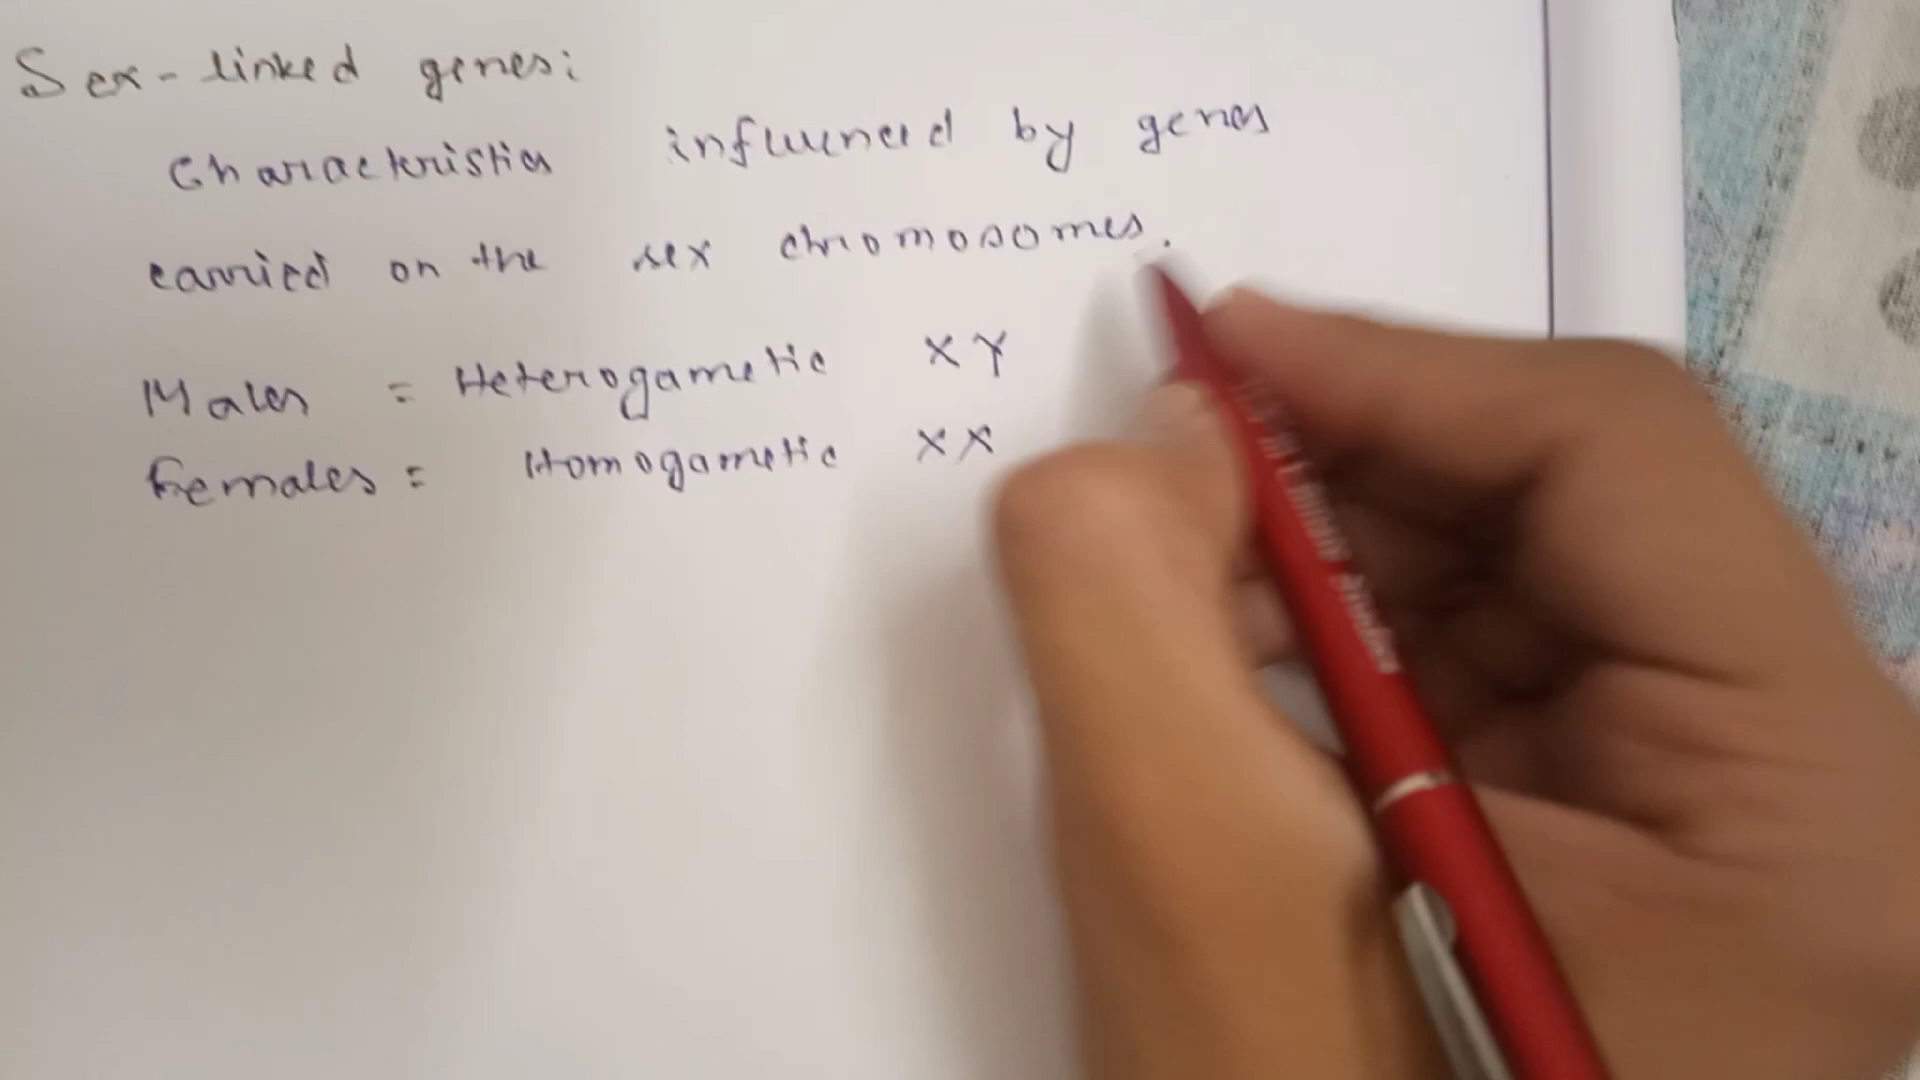 Sex-linked genes:
Characteristics influenced by genes
carried on the sex chromosomes.
Males = Heterogametic XY
Females = Homogametic XX